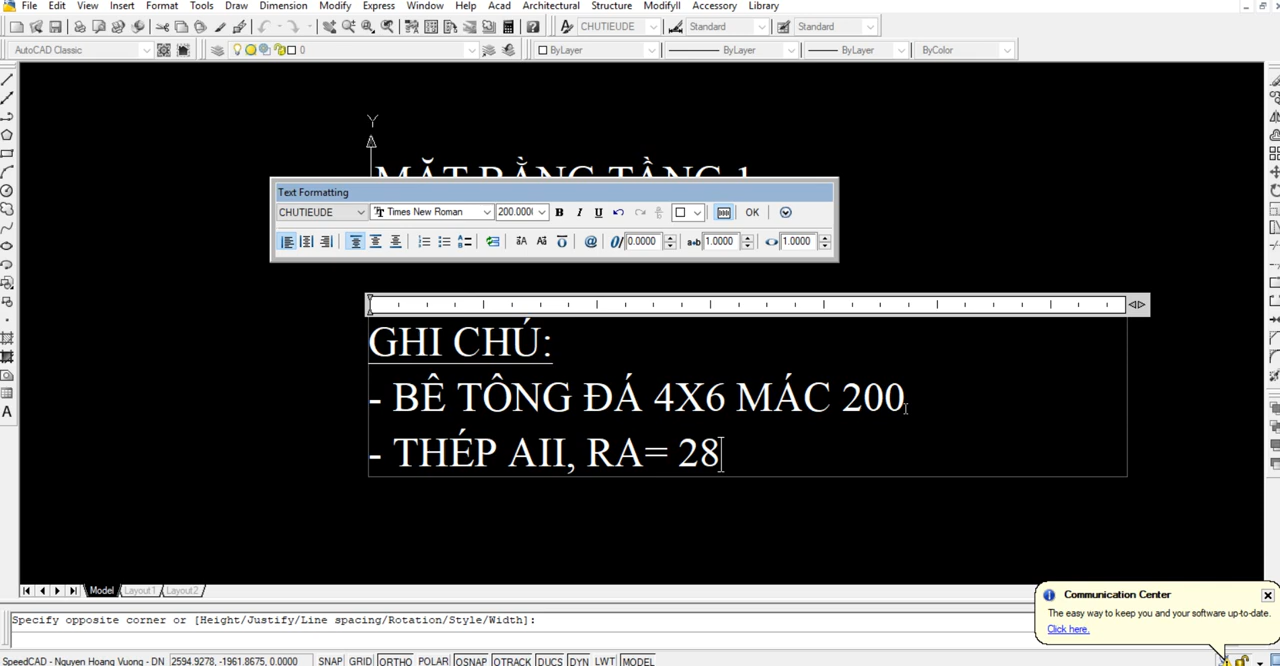 File Edit View Insert Format Tools Draw Dimension Modify Express Window Help Acad Architectural Structure Modifyll Accessory Library
CHUTIEUDE Standard Standard
AutoCAD Classic 0 ByLayer ByLayer ByLayer ByColor
Y
MẶT BẰNG TẦNG 1
Text Formatting
CHUTIEUDE Times New Roman 200.000 B I U OK
@ 0/ 0.0000 a+b 1.0000 1.0000
GHI CHÚ:
- BÊ TÔNG ĐÁ 4X6 MÁC 200
- THÉP AII, RA= 28
Model Layout1 Layout2
Communication Center
The easy way to keep you and your software up-to-date.
Click here.
Specify opposite corner or [Height/Justify/Line spacing/Rotation/Style/Width]:
SpeedCAD - Nguyen Hoang Vuong - DN 2594.9278, -1961.8675, 0.0000 SNAP GRID ORTHO POLAR OSNAP OTRACK DUCS DYN LWT MODEL